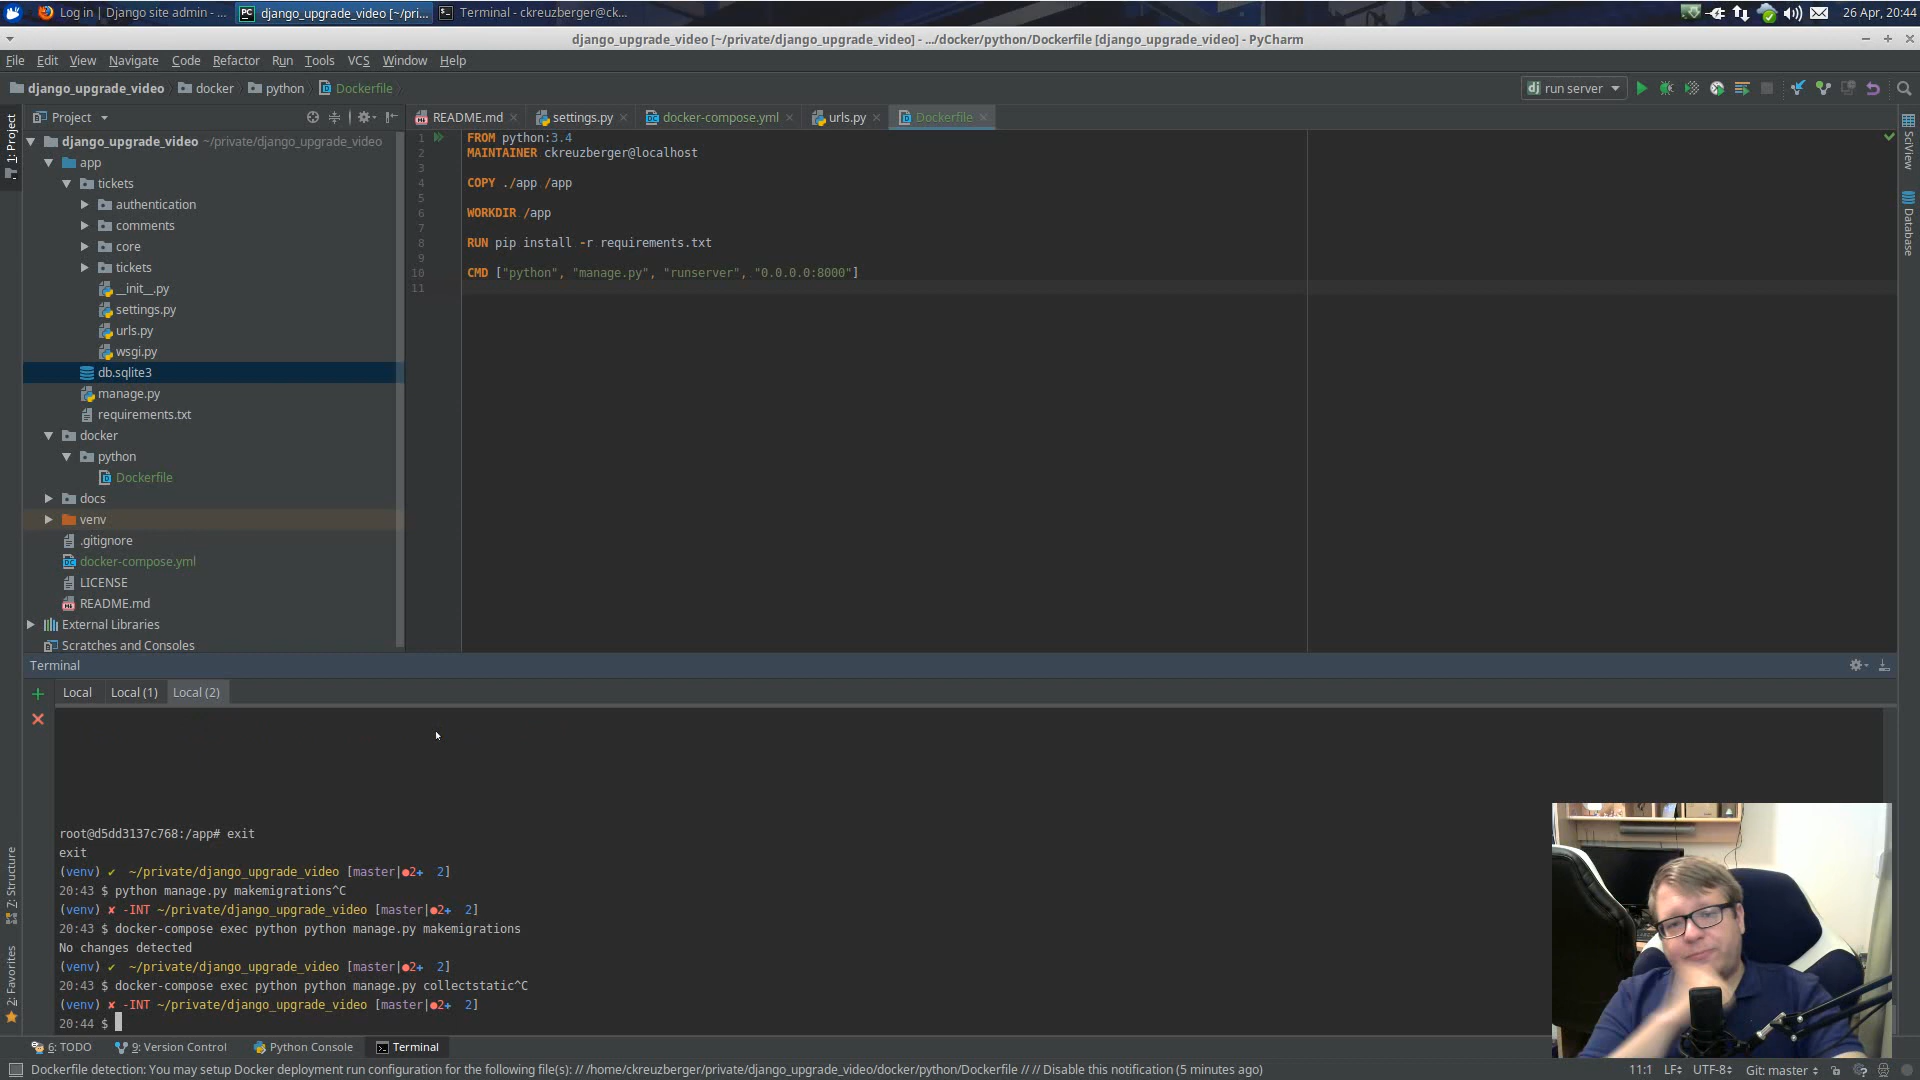 Log in | Django site admin - ...
django_upgrade_video [~/pri...
Terminal - ckreuzberger@ck...
26 Apr, 20:44
django_upgrade_video [~/private/django_upgrade_video] - .../docker/python/Dockerfile [django_upgrade_video] - PyCharm
File Edit View Navigate Code Refactor Run Tools VCS Window Help
django_upgrade_video docker python Dockerfile
dj run server
1: Project
Project
README.md settings.py docker-compose.yml urls.py Dockerfile
django_upgrade_video ~/private/django_upgrade_video
app
tickets
authentication
comments
core
tickets
__init__.py
settings.py
urls.py
wsgi.py
db.sqlite3
manage.py
requirements.txt
docker
python
Dockerfile
docs
venv
.gitignore
docker-compose.yml
LICENSE
README.md
External Libraries
Scratches and Consoles
1 FROM python:3.4
2 MAINTAINER ckreuzberger@localhost
3
4 COPY ./app /app
5
6 WORKDIR /app
7
8 RUN pip install -r requirements.txt
9
10 CMD ["python", "manage.py", "runserver", "0.0.0.0:8000"]
11
SciView
Database
Terminal
Local Local (1) Local (2)
root@d5dd3137c768:/app# exit
exit
(venv) ✔ ~/private/django_upgrade_video [master|●2+ 2]
20:43 $ python manage.py makemigrations^C
(venv) ✘ -INT ~/private/django_upgrade_video [master|●2+ 2]
20:43 $ docker-compose exec python python manage.py makemigrations
No changes detected
(venv) ✔ ~/private/django_upgrade_video [master|●2+ 2]
20:43 $ docker-compose exec python python manage.py collectstatic^C
(venv) ✘ -INT ~/private/django_upgrade_video [master|●2+ 2]
20:44 $
7: Structure
2: Favorites
6: TODO 9: Version Control Python Console Terminal
Dockerfile detection: You may setup Docker deployment run configuration for the following file(s): // /home/ckreuzberger/private/django_upgrade_video/docker/python/Dockerfile // // Disable this notification (5 minutes ago)
11:1 LF UTF-8 Git: master